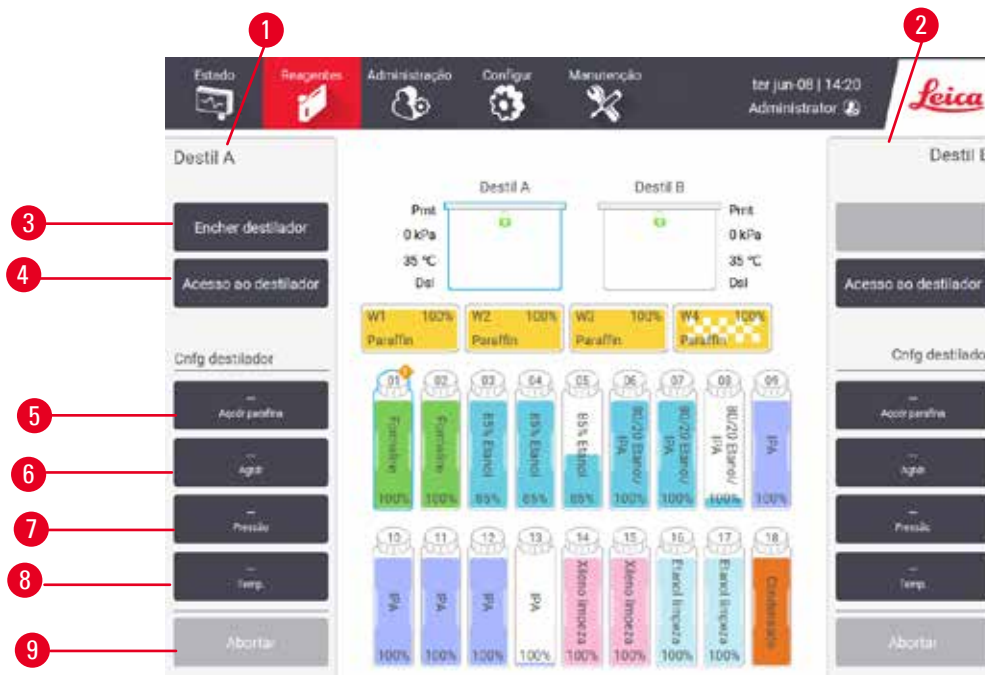 1
2
Estado
Reagentes
Administração
Configur
Manutenção
ter jun-08 | 14:20
Administrator
Leica
Destil A
Destil B
3
Encher destilador
4
Acesso ao destilador
Cnfg destilador
5
--
Agdr parafina
6
--
Agitr
7
--
Pressão
8
--
Temp.
9
Abortar
Destil A
Destil B
Prnt
0 kPa
35 °C
Dsl
Prnt
0 kPa
35 °C
Dsl
W1 100%
Paraffin
W2 100%
Paraffin
W3 100%
Paraffin
W4 100%
Paraffin
01
Formalina
100%
02
Formalina
100%
03
85% Etanol
85%
04
85% Etanol
85%
05
85% Etanol
85%
06
80/20 Etanol/
IPA
100%
07
80/20 Etanol/
IPA
100%
08
80/20 Etanol/
IPA
100%
09
IPA
100%
10
IPA
100%
11
IPA
100%
12
IPA
100%
13
IPA
100%
14
Xileno limpeza
100%
15
Xileno limpeza
100%
16
Etanol limpeza
100%
17
Etanol limpeza
100%
18
Condensado
Acesso ao destilador
Cnfg destilado
--
Agdr parafina
--
Agitr
--
Pressão
--
Temp.
Abortar